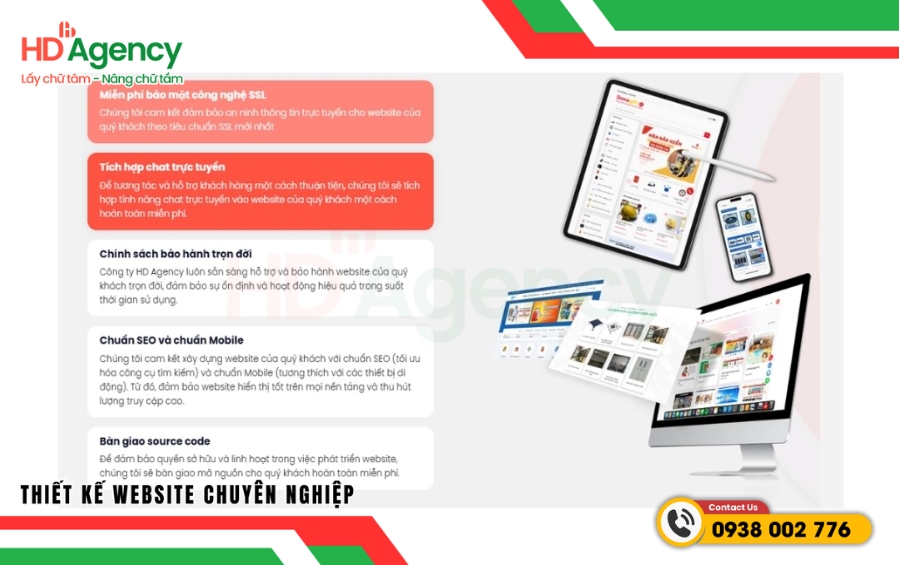 HD Agency
Lấy chữ tâm - Nâng chữ tầm
Miễn phí bảo mật công nghệ SSL
Chúng tôi cam kết đảm bảo an ninh thông tin trực tuyến cho website của
quý khách theo tiêu chuẩn SSL mới nhất
Tích hợp chat trực tuyến
Để tương tác và hỗ trợ khách hàng một cách thuận tiện, chúng tôi sẽ tích
hợp tính năng chat trực tuyến vào website của quý khách một cách
hoàn toàn miễn phí.
Chính sách bảo hành trọn đời
Công ty HD Agency luôn sẵn sàng hỗ trợ và bảo hành website của quý
khách trọn đời, đảm bảo sự ổn định và hoạt động hiệu quả trong suốt
thời gian sử dụng.
Chuẩn SEO và chuẩn Mobile
Chúng tôi cam kết xây dựng website của quý khách với chuẩn SEO (tối ưu
hóa công cụ tìm kiếm) và chuẩn Mobile (tương thích với các thiết bị di
động). Từ đó, đảm bảo website hiển thị tốt trên mọi nền tảng và thu hút
lượng truy cập cao.
Bàn giao source code
Để đảm bảo quyền sở hữu và linh hoạt trong việc phát triển website,
chúng tôi sẽ bàn giao mã nguồn cho quý khách hoàn toàn miễn phí.
HD Agency
THIẾT KẾ WEBSITE CHUYÊN NGHIỆP
Contact Us
0938 002 776